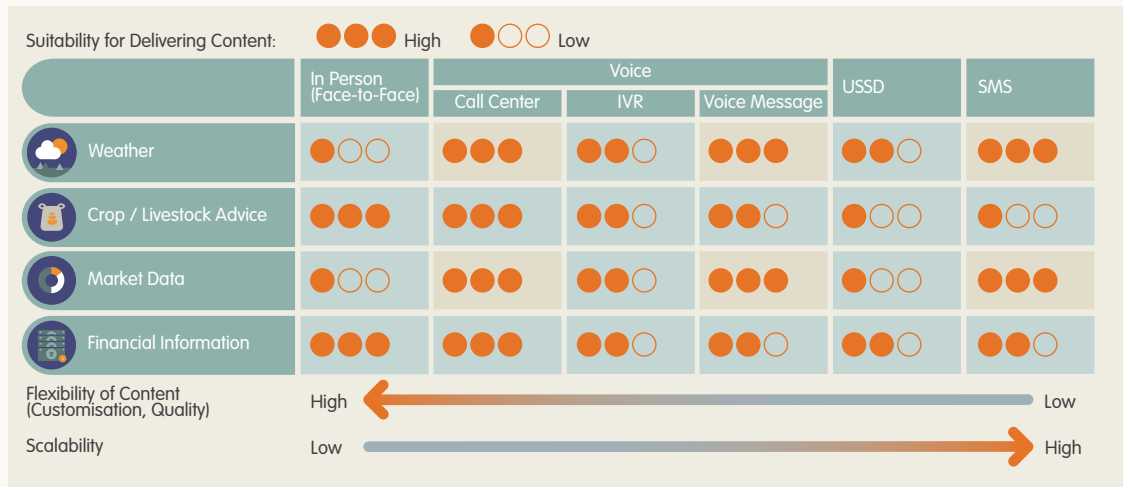 Suitability for Delivering Content: High Low
In Person
(Face-to-Face)
Voice
USSD
SMS
Call Center
IVR
Voice Message
Weather
Crop / Livestock Advice
Market Data
Financial Information
Flexibility of Content
(Customisation, Quality)
High
Low
Scalability
Low
High